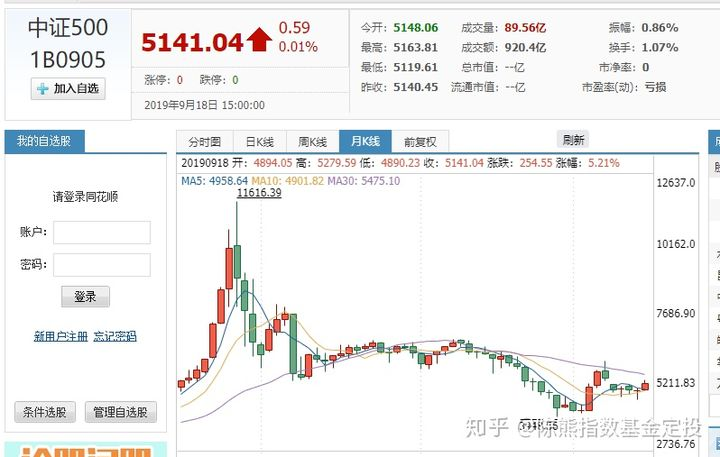 中证500
1B0905
加入自选
5141.04 0.59
0.01%
涨停: 0 跌停: 0
2019年9月18日 15:00:00
今开: 5148.06 成交量: 89.56亿 振幅: 0.86%
最高: 5163.81 成交额: 920.4亿 换手: 1.07%
最低: 5119.61 总市值: --亿 市净率: 0
昨收: 5140.45 流通市值: --亿 市盈率(动): 亏损
我的自选股
请登录同花顺
账户:
密码:
登录
新用户注册 忘记密码
条件选股 管理自选股
分时图 日K线 周K线 月K线 前复权 刷新
20190918 开: 4894.05 高: 5279.59 低: 4890.23 收: 5141.04 涨跌: 254.55 涨幅: 5.21%
MA5: 4958.64 MA10: 4901.82 MA30: 5475.10
11616.39
12637.0
10162.0
7686.90
5211.83
2736.76
知乎 @陈熊指数基金定投